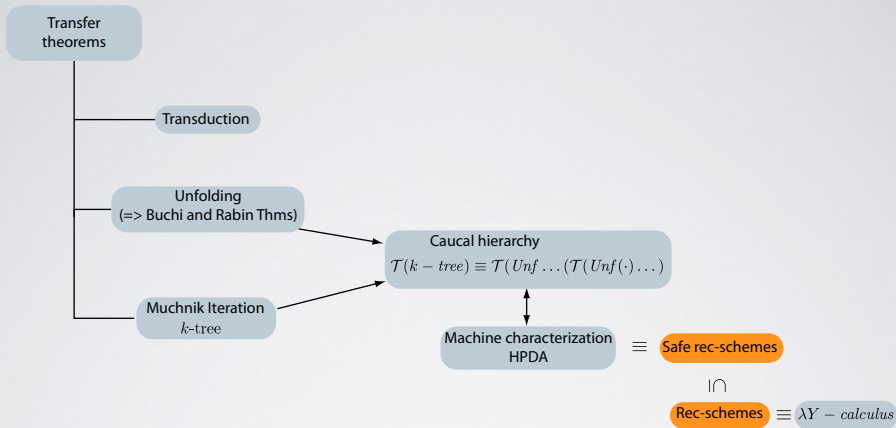 Transfer
theorems
Transduction
Unfolding
(=> Buchi and Rabin Thms)
Caucal hierarchy
𝒯(k − tree) ≡ 𝒯(Unf … (𝒯(Unf(·) … )
Muchnik Iteration
k-tree
Machine characterization
HPDA
≡ Safe rec-schemes
|∩
Rec-schemes ≡ λY − calculus